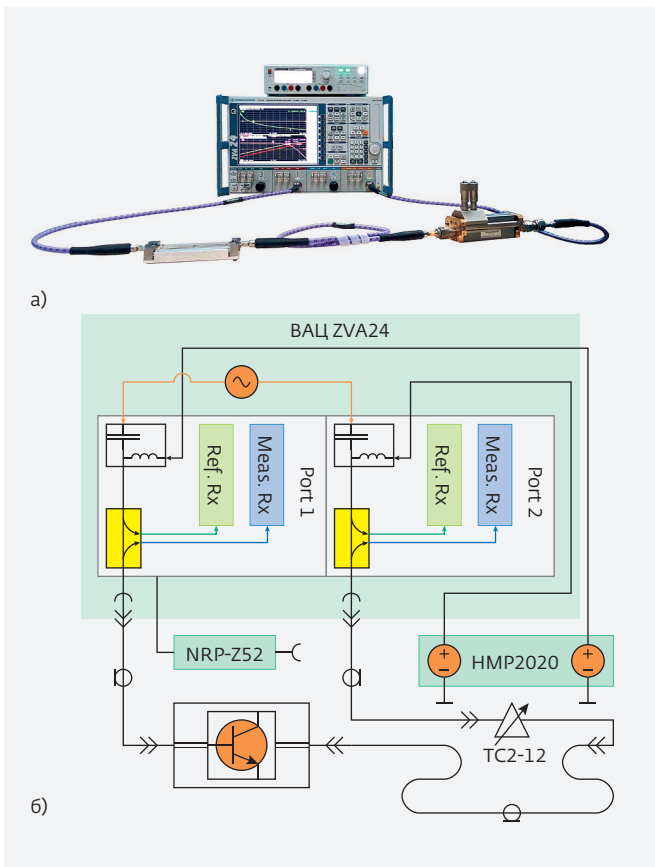 а)
ВАЦ ZVA24
Ref. Rx
Meas. Rx
Port 1
Ref. Rx
Meas. Rx
Port 2
NRP-Z52
HMP2020
TC2-12
б)